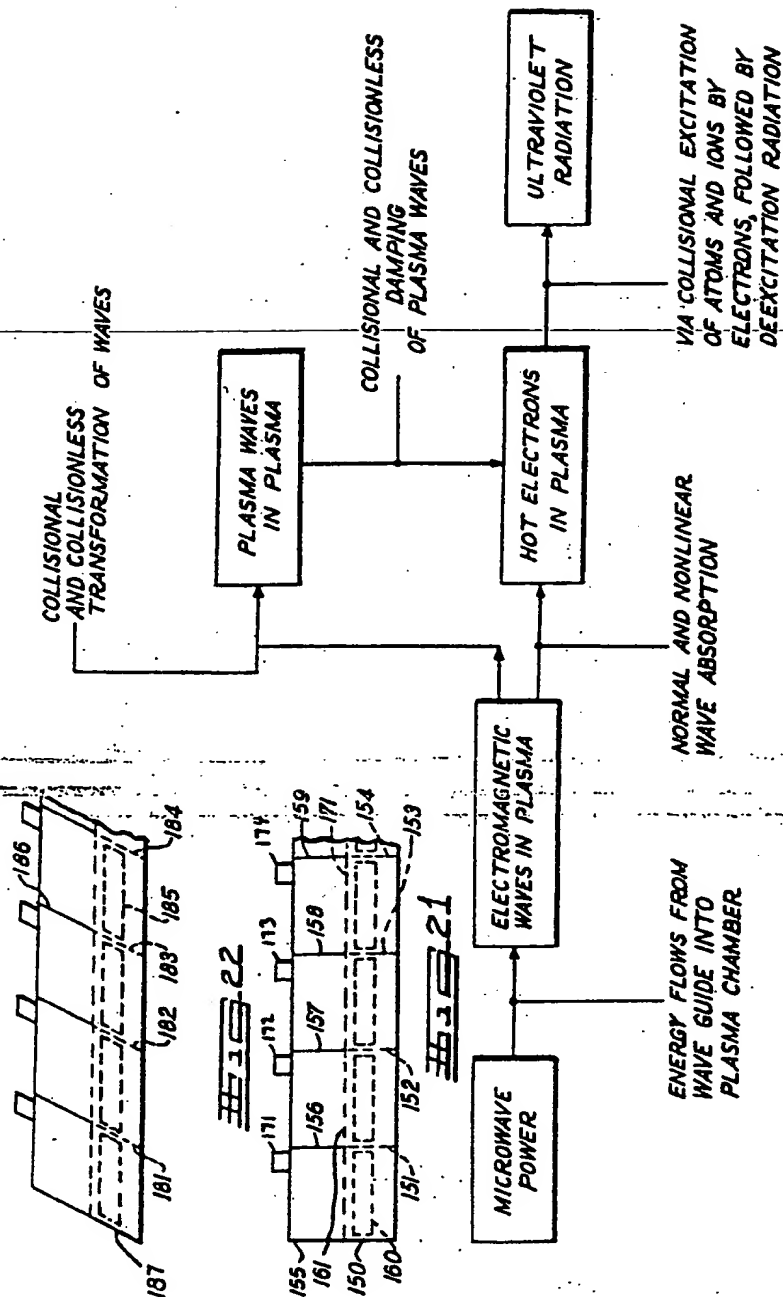 COLLISIONAL
AND COLLISIONLESS
TRANSFORMATION OF WAVES
PLASMA WAVES
IN PLASMA
COLLISIONAL AND COLLISIONLESS
DAMPING
OF PLASMA WAVES
MICROWAVE
POWER
ELECTROMAGNETIC
WAVES IN PLASMA
HOT ELECTRONS
IN PLASMA
ULTRAVIOLET
RADIATION
ENERGY FLOWS FROM
WAVE GUIDE INTO
PLASMA CHAMBER
NORMAL AND NONLINEAR
WAVE ABSORPTION
VIA COLLISIONAL EXCITATION
OF ATOMS AND IONS BY
ELECTRONS, FOLLOWED BY
DEEXCITATION RADIATION
186
187
181
182
183
185
184
Fig. 22
171
172
173
174
155
156
157
158
159
161
171
150
154
160
151
152
153
Fig. 21